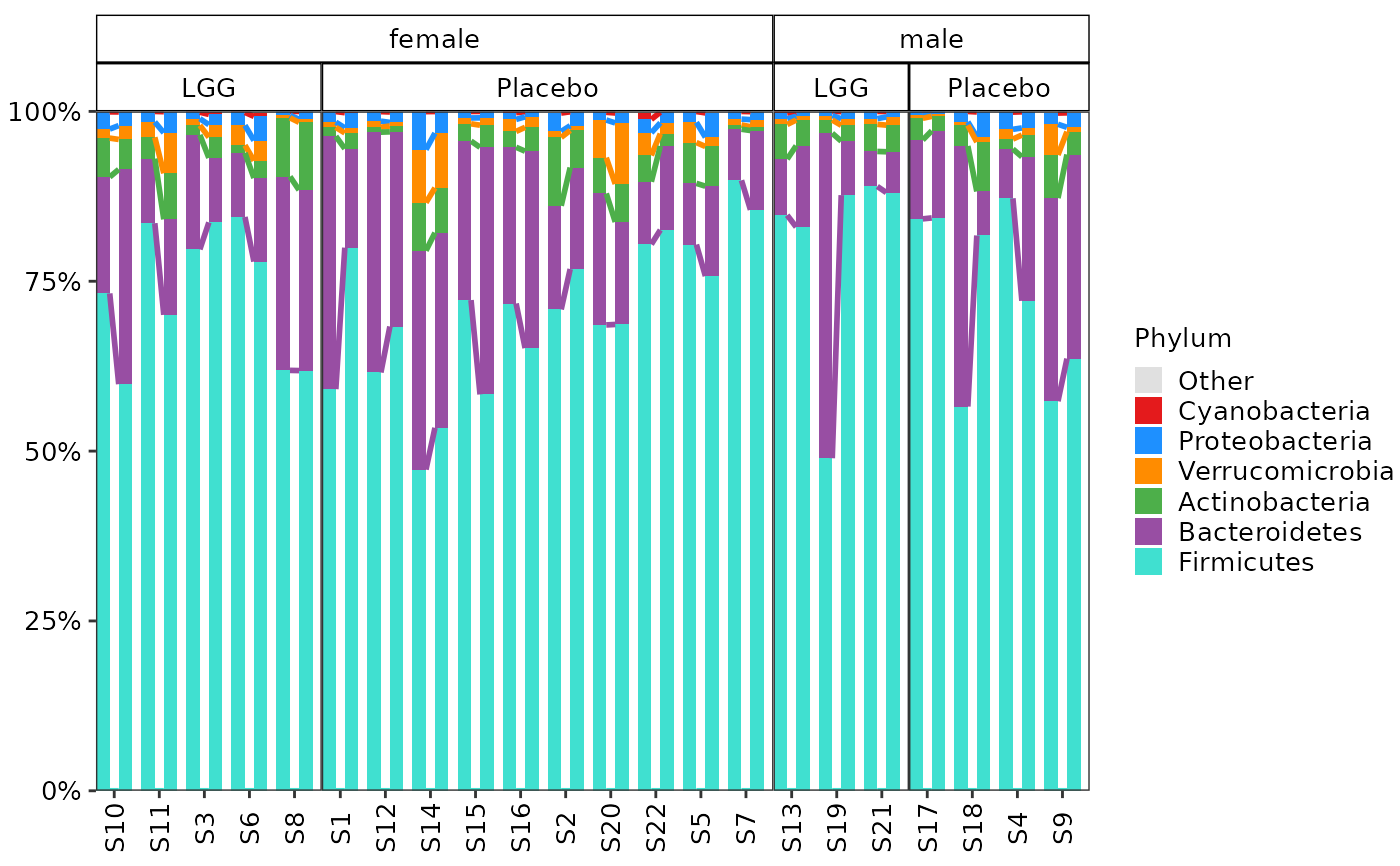 female male
LGG Placebo LGG Placebo
100%
75%
50%
25%
0%
S10 S11 S3 S6 S8 S1 S12 S14 S15 S16 S2 S20 S22 S5 S7 S13 S19 S21 S17 S18 S4 S9
Phylum
Other
Cyanobacteria
Proteobacteria
Verrucomicrobia
Actinobacteria
Bacteroidetes
Firmicutes